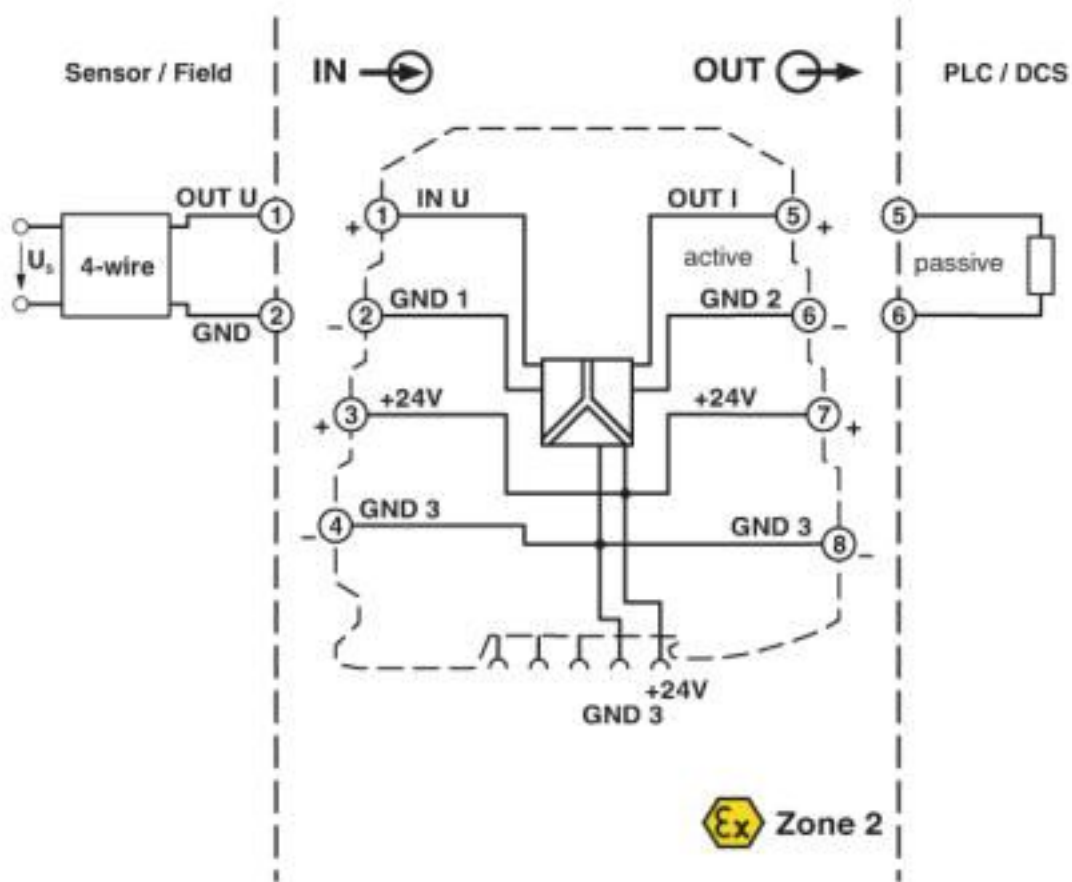 Sensor / Field
IN
OUT
PLC / DCS
OUT U
1
1
IN U
OUT I
5
5
+
+
Us
4-wire
active
passive
GND
2
2
GND 1
GND 2
6
6
–
–
3
+24V
+24V
7
+
+
4
GND 3
GND 3
8
–
–
+24V
GND 3
Ex
Zone 2